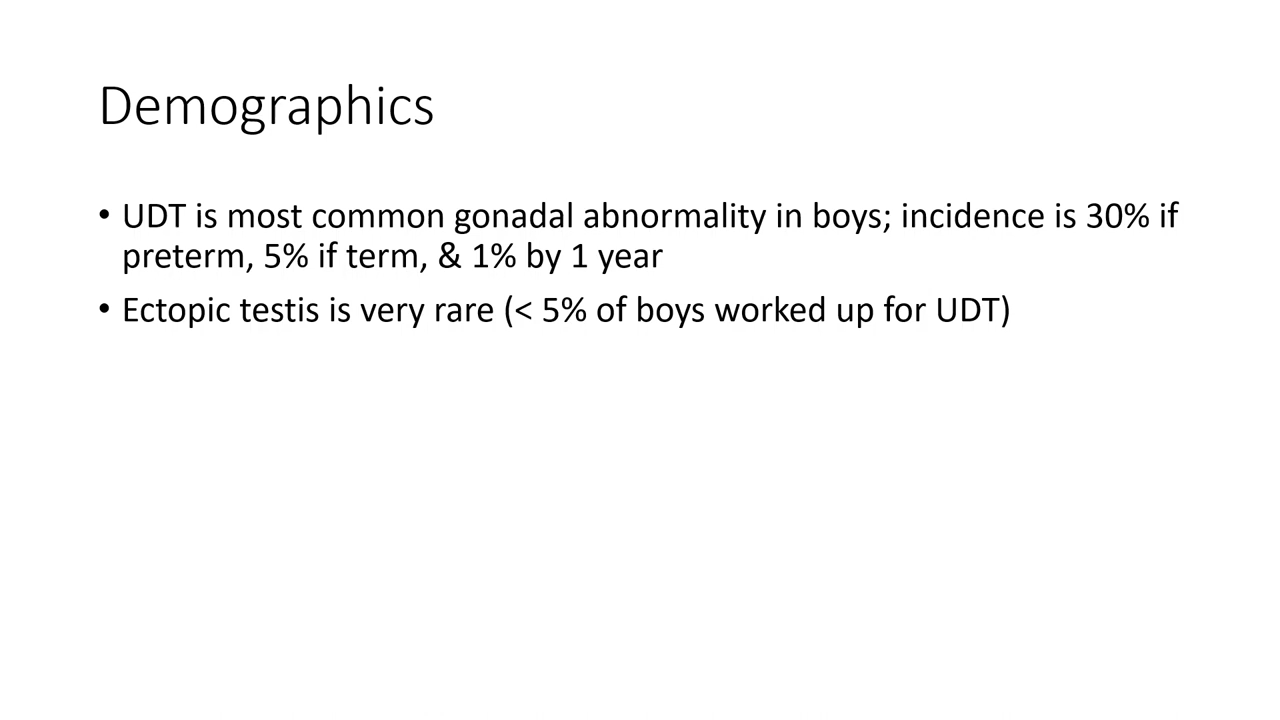 Demographics
• UDT is most common gonadal abnormality in boys; incidence is 30% if
preterm, 5% if term, & 1% by 1 year
• Ectopic testis is very rare (< 5% of boys worked up for UDT)